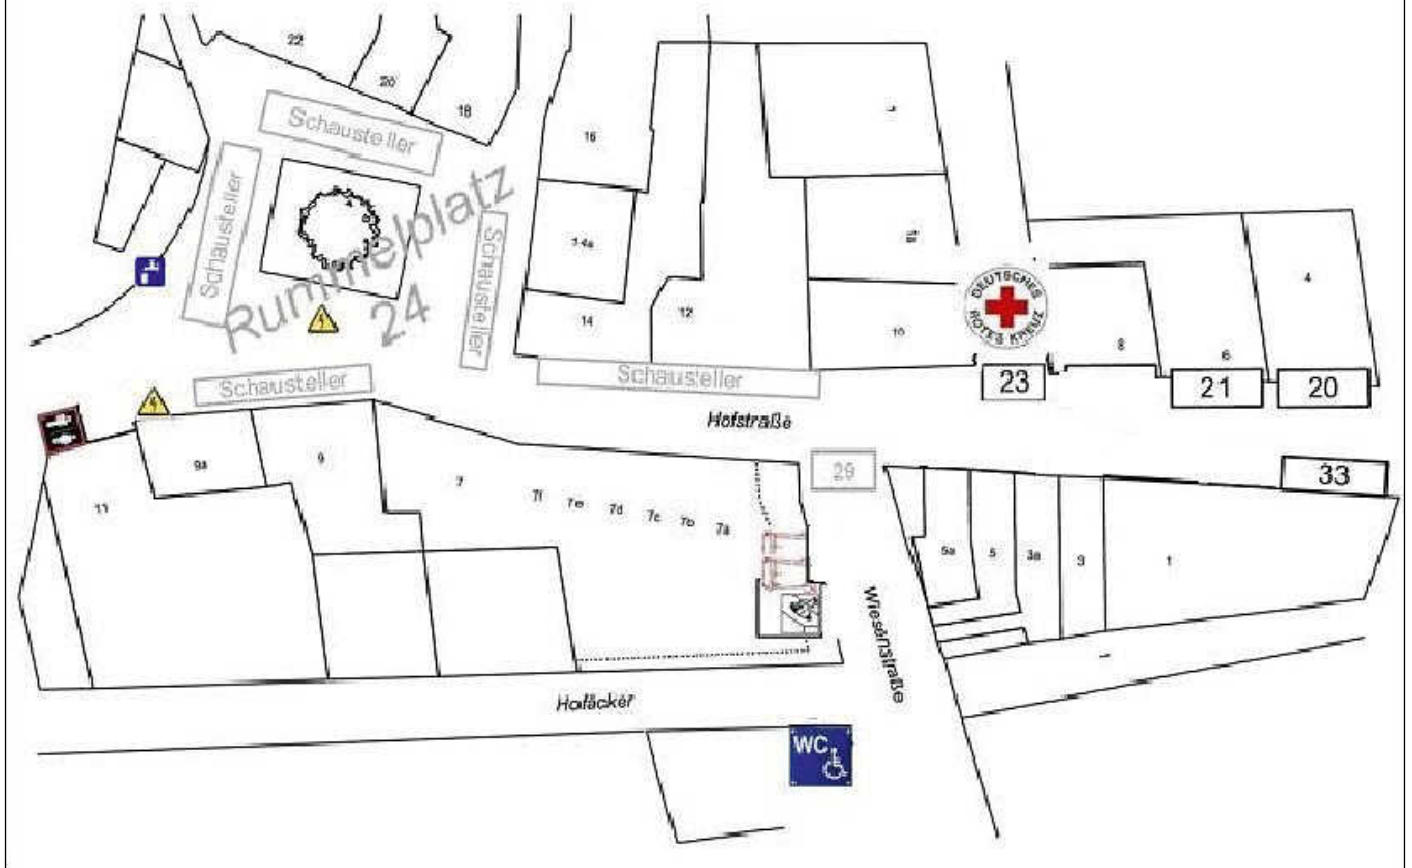 22
20
18
Schausteller
16
7
Schausteller
Rummelplatz
24
Schausteller
14a
5a
4
DEUTSCHES
ROTES KREUZ
14
12
10
8
6
Schausteller
Schausteller
23
21
20
Hofstraße
9a
9
7
7f
7e
7d
7c
7b
7a
29
33
11
5a
5
3a
3
1
Wiesenstraße
Hofäcker
WC